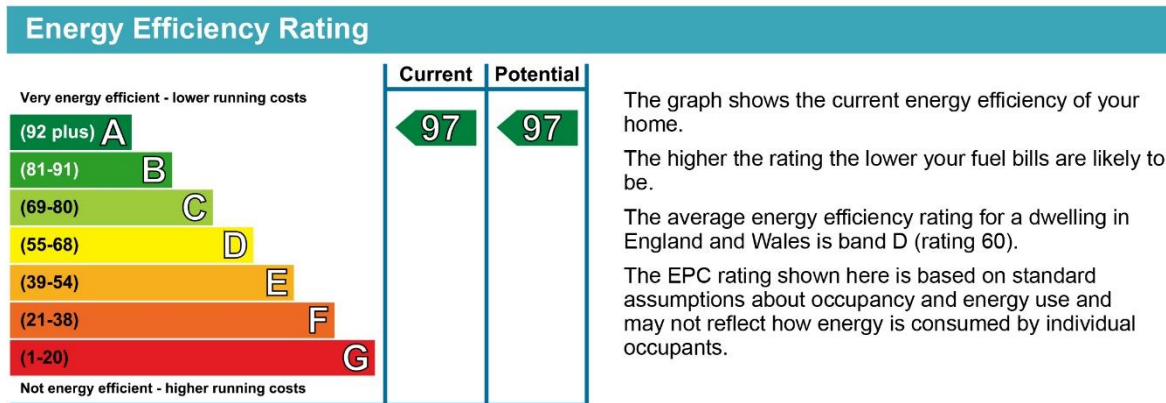 Energy Efficiency Rating
Current Potential
Very energy efficient - lower running costs
(92 plus) A 97 97
(81-91) B
(69-80) C
(55-68) D
(39-54) E
(21-38) F
(1-20) G
Not energy efficient - higher running costs
The graph shows the current energy efficiency of your
home.
The higher the rating the lower your fuel bills are likely to
be.
The average energy efficiency rating for a dwelling in
England and Wales is band D (rating 60).
The EPC rating shown here is based on standard
assumptions about occupancy and energy use and
may not reflect how energy is consumed by individual
occupants.